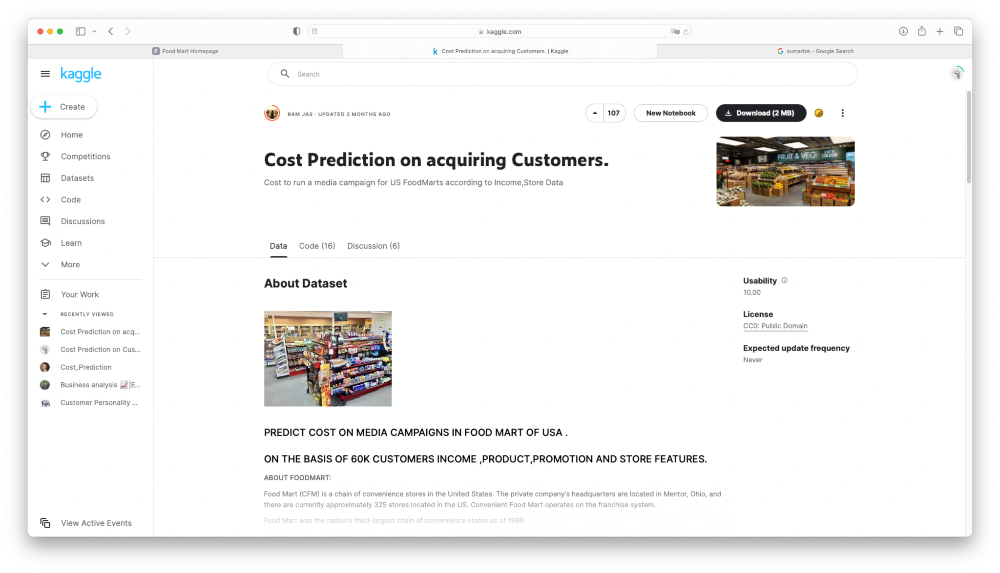 kaggle.com
Food Mart Homepage
Cost Prediction on acquiring Customers. | Kaggle
sumarize - Google Search
kaggle
Search
Create
Home
Competitions
Datasets
Code
Discussions
Learn
More
Your Work
RECENTLY VIEWED
Cost Prediction on acq...
Cost Prediction on Cus...
Cost_Prediction
Business analysis 📈|E...
Customer Personality ...
View Active Events
RAM JAS · UPDATED 2 MONTHS AGO
107
New Notebook
Download (2 MB)
Cost Prediction on acquiring Customers.
Cost to run a media campaign for US FoodMarts according to Income,Store Data
FRUIT & VEG
EAT
COLOUR
Data
Code (16)
Discussion (6)
About Dataset
SLIM
JIM
PREDICT COST ON MEDIA CAMPAIGNS IN FOOD MART OF USA .
ON THE BASIS OF 60K CUSTOMERS INCOME ,PRODUCT,PROMOTION AND STORE FEATURES.
ABOUT FOODMART:
Food Mart (CFM) is a chain of convenience stores in the United States. The private company's headquarters are located in Mentor, Ohio, and
there are currently approximately 325 stores located in the US. Convenient Food Mart operates on the franchise system.
Food Mart was the nation's third-largest chain of convenience stores as of 1988.
Usability
10.00
License
CC0: Public Domain
Expected update frequency
Never